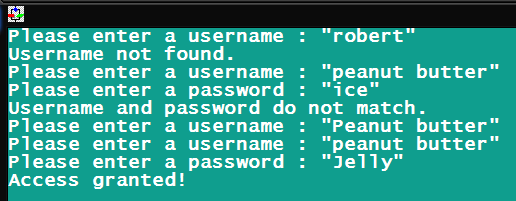 Please enter a username : "robert"
Username not found.
Please enter a username : "peanut butter"
Please enter a password : "ice"
Username and password do not match.
Please enter a username : "Peanut butter"
Please enter a username : "peanut butter"
Please enter a password : "Jelly"
Access granted!